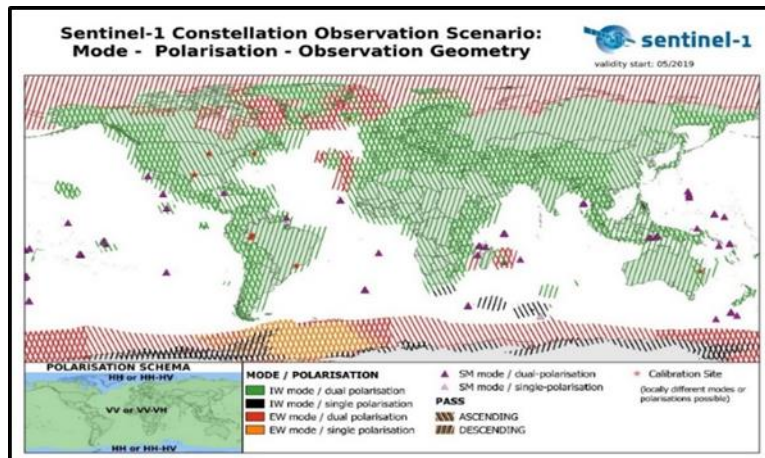 Sentinel-1 Constellation Observation Scenario:
Mode - Polarisation - Observation Geometry
sentinel-1
validity start: 05/2019
POLARISATION SCHEMA
HH or HH-HV
VV or VV-VH
HH or HH-HV
MODE / POLARISATION
IW mode / dual polarisation
IW mode / single polarisation
EW mode / dual polarisation
EW mode / single polarisation
SM mode / dual-polarisation
SM mode / single-polarisation
PASS
ASCENDING
DESCENDING
Calibration Site
(locally different modes or
polarisations possible)